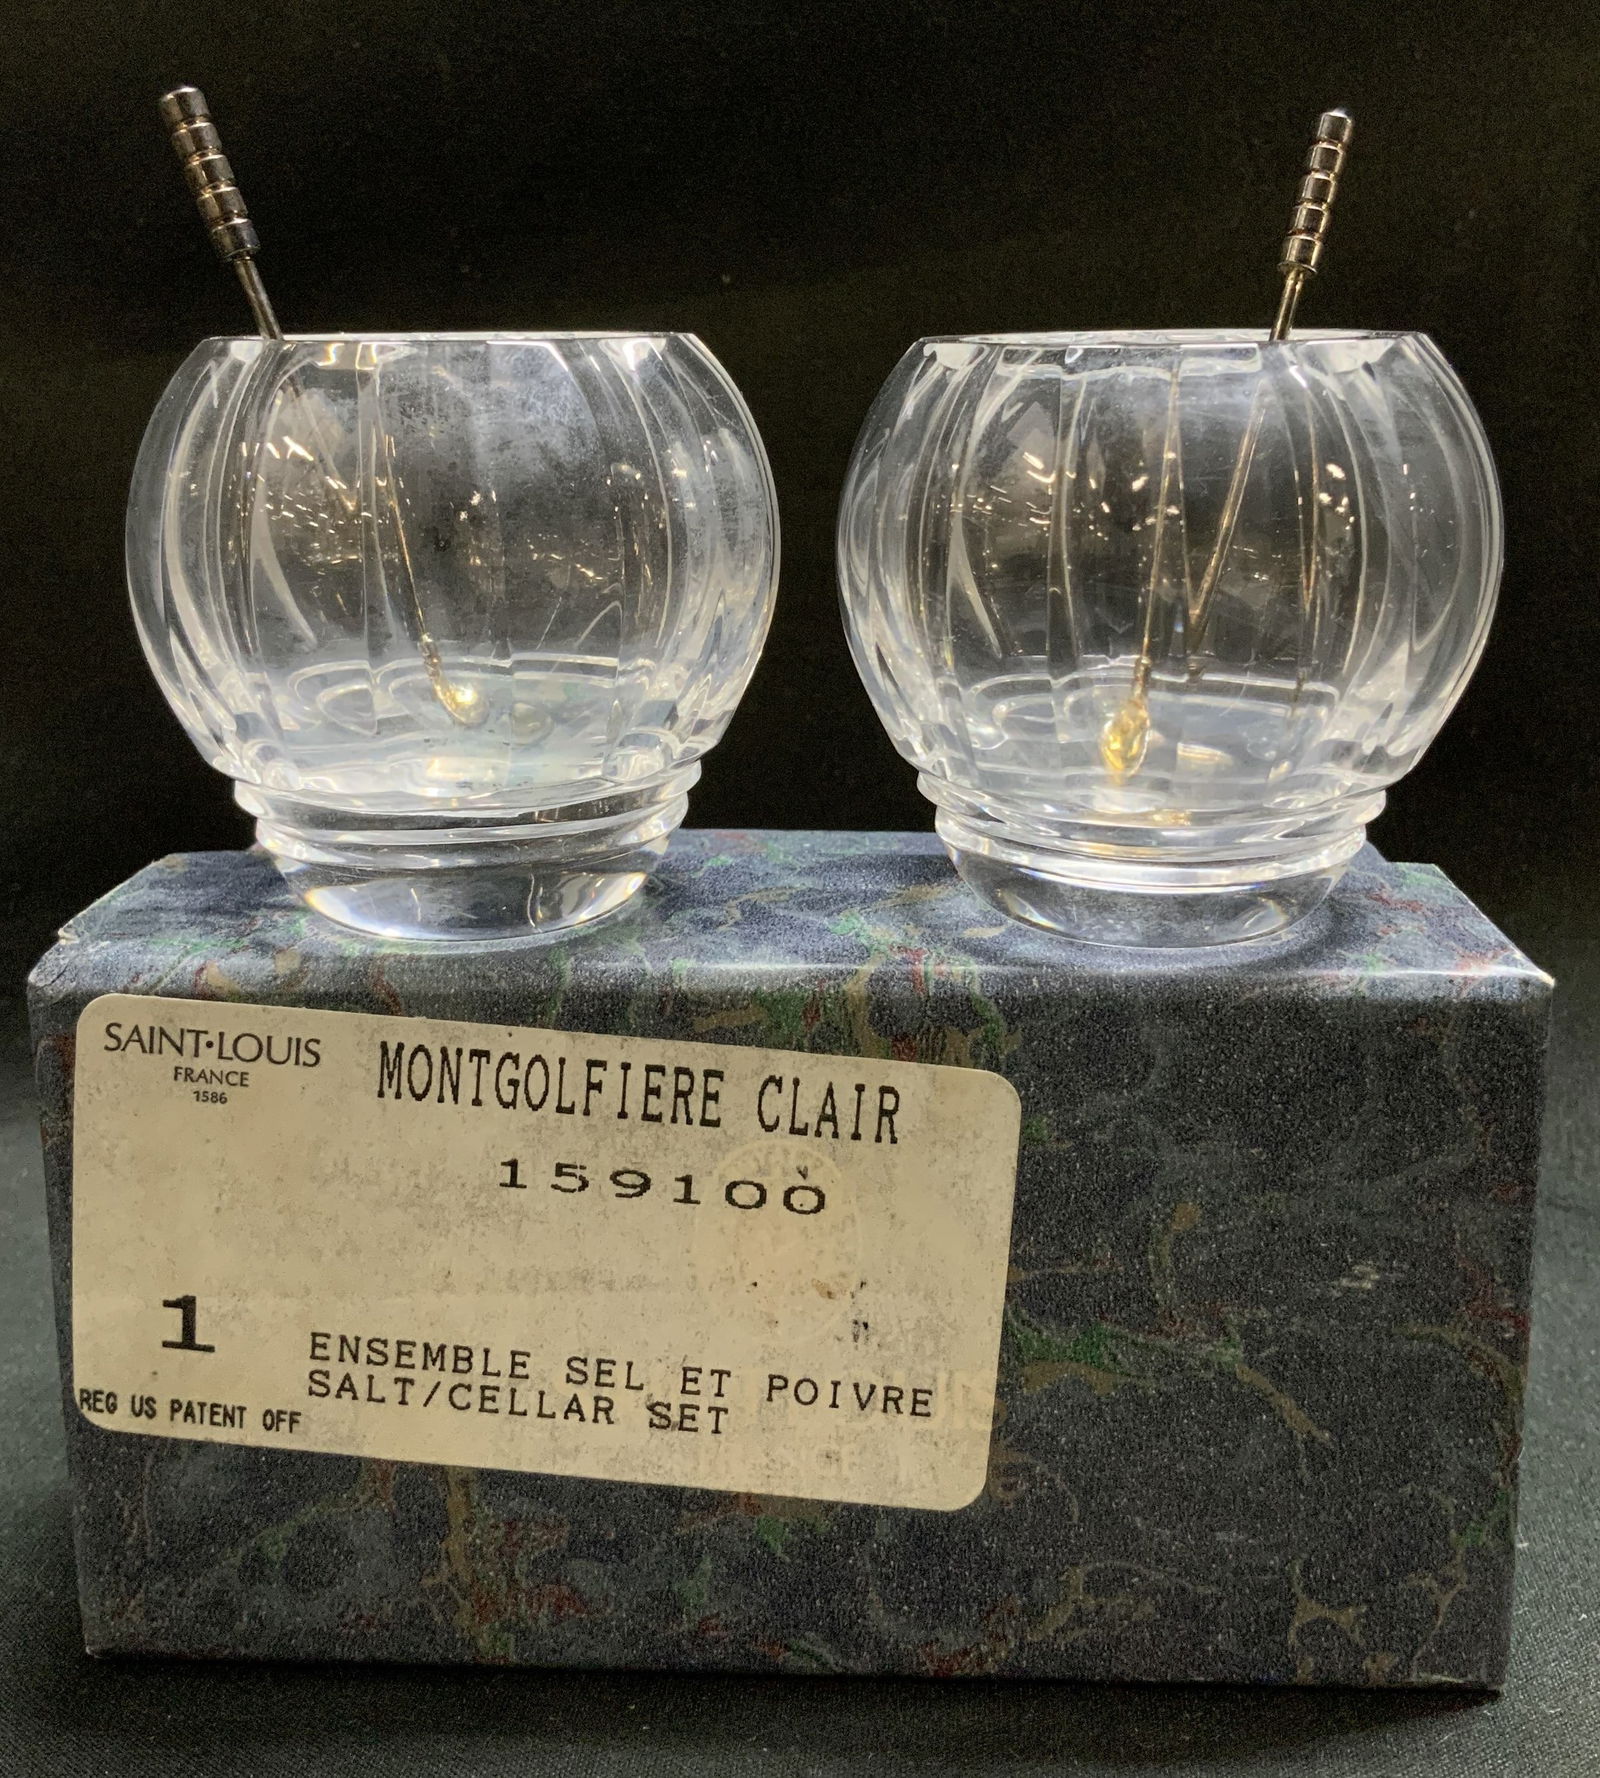 SAINT•LOUIS
FRANCE
1586
MONTGOLFIERE CLAIR
159100
1
ENSEMBLE SEL ET POIVRE
SALT/CELLAR SET
REG US PATENT OFF